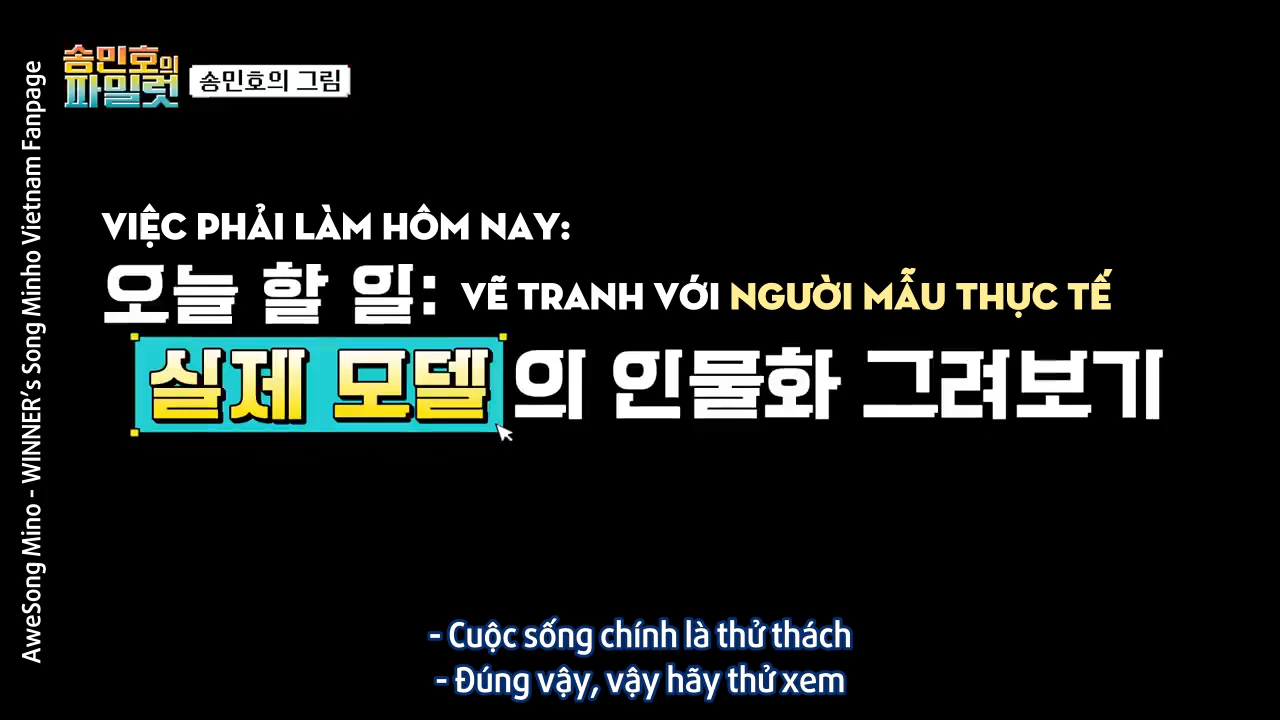 송민호의
파일럿
송민호의 그림
AweSong Mino - WINNER's Song Minho Vietnam Fanpage
VIỆC PHẢI LÀM HÔM NAY:
오늘 할 일:
VẼ TRANH VỚI NGƯỜI MẪU THỰC TẾ
실제 모델의 인물화 그려보기
- Cuộc sống chính là thử thách
- Đúng vậy, vậy hãy thử xem